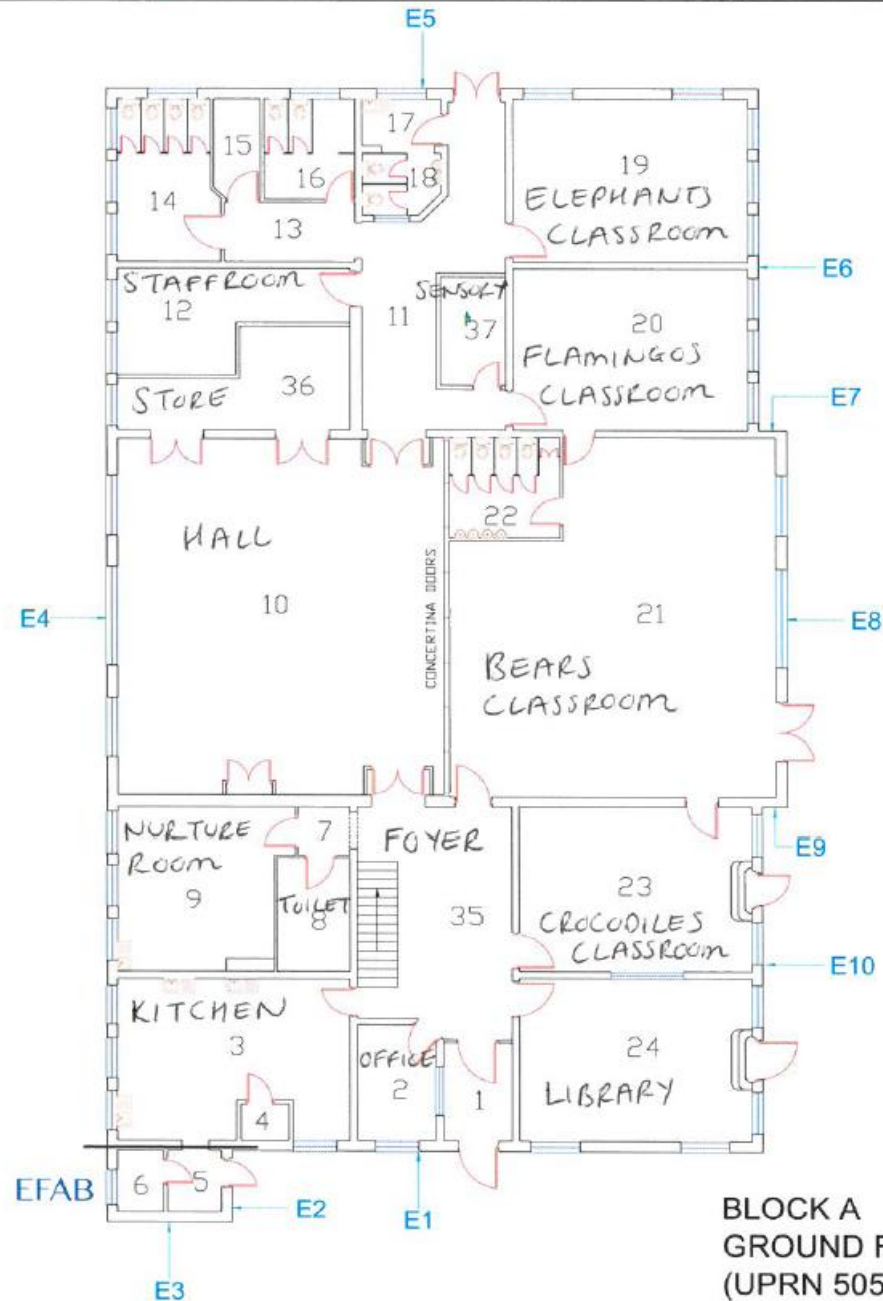 E5
17
15
18
16
19
14
ELEPHANTS
CLASSROOM
13
STAFFROOM
12
SENSORY
E6
11
37
20
FLAMINGOS
CLASSROOM
36
STORE
E7
22
HALL
CONCERTINA DOORS
10
21
E4
E8
BEARS
CLASSROOM
NURTURE
ROOM
9
7
FOYER
E9
TOILET
8
35
23
CROCODILES
CLASSROOM
E10
KITCHEN
3
OFFICE
2
24
LIBRARY
4
1
EFAB
6
5
E2
E1
E3
BLOCK A
GROUND F
(UPRN 505